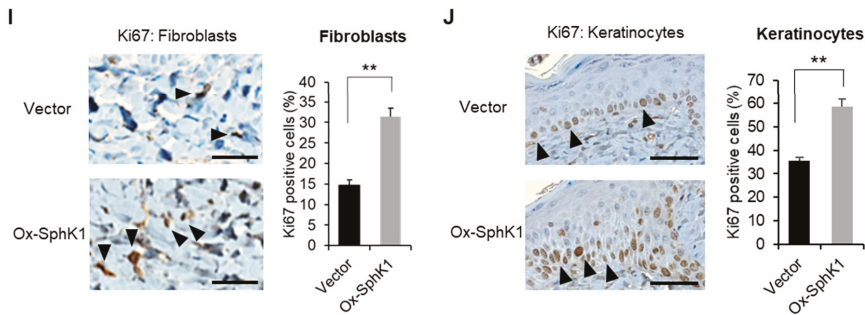 I
Ki67: Fibroblasts
Vector
Ox-SphK1
Fibroblasts
**
Ki67 positive cells (%)
40
35
30
25
20
15
10
5
0
Vector
Ox-SphK1
J
Ki67: Keratinocytes
Vector
Ox-SphK1
Keratinocytes
**
Ki67 positive cells (%)
70
60
50
40
30
20
10
0
Vector
Ox-SphK1